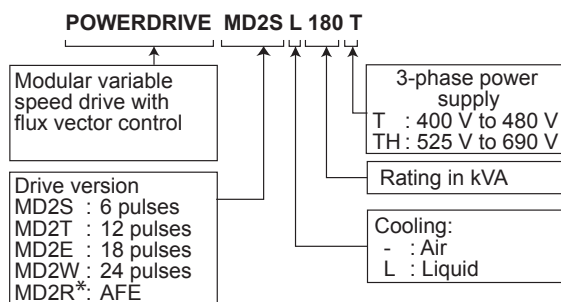 POWERDRIVE MD2S L 180 T
Modular variable
speed drive with
flux vector control
3-phase power
supply
T : 400 V to 480 V
TH : 525 V to 690 V
Rating in kVA
Drive version
MD2S : 6 pulses
MD2T : 12 pulses
MD2E : 18 pulses
MD2W : 24 pulses
MD2R*: AFE
Cooling:
- : Air
L : Liquid